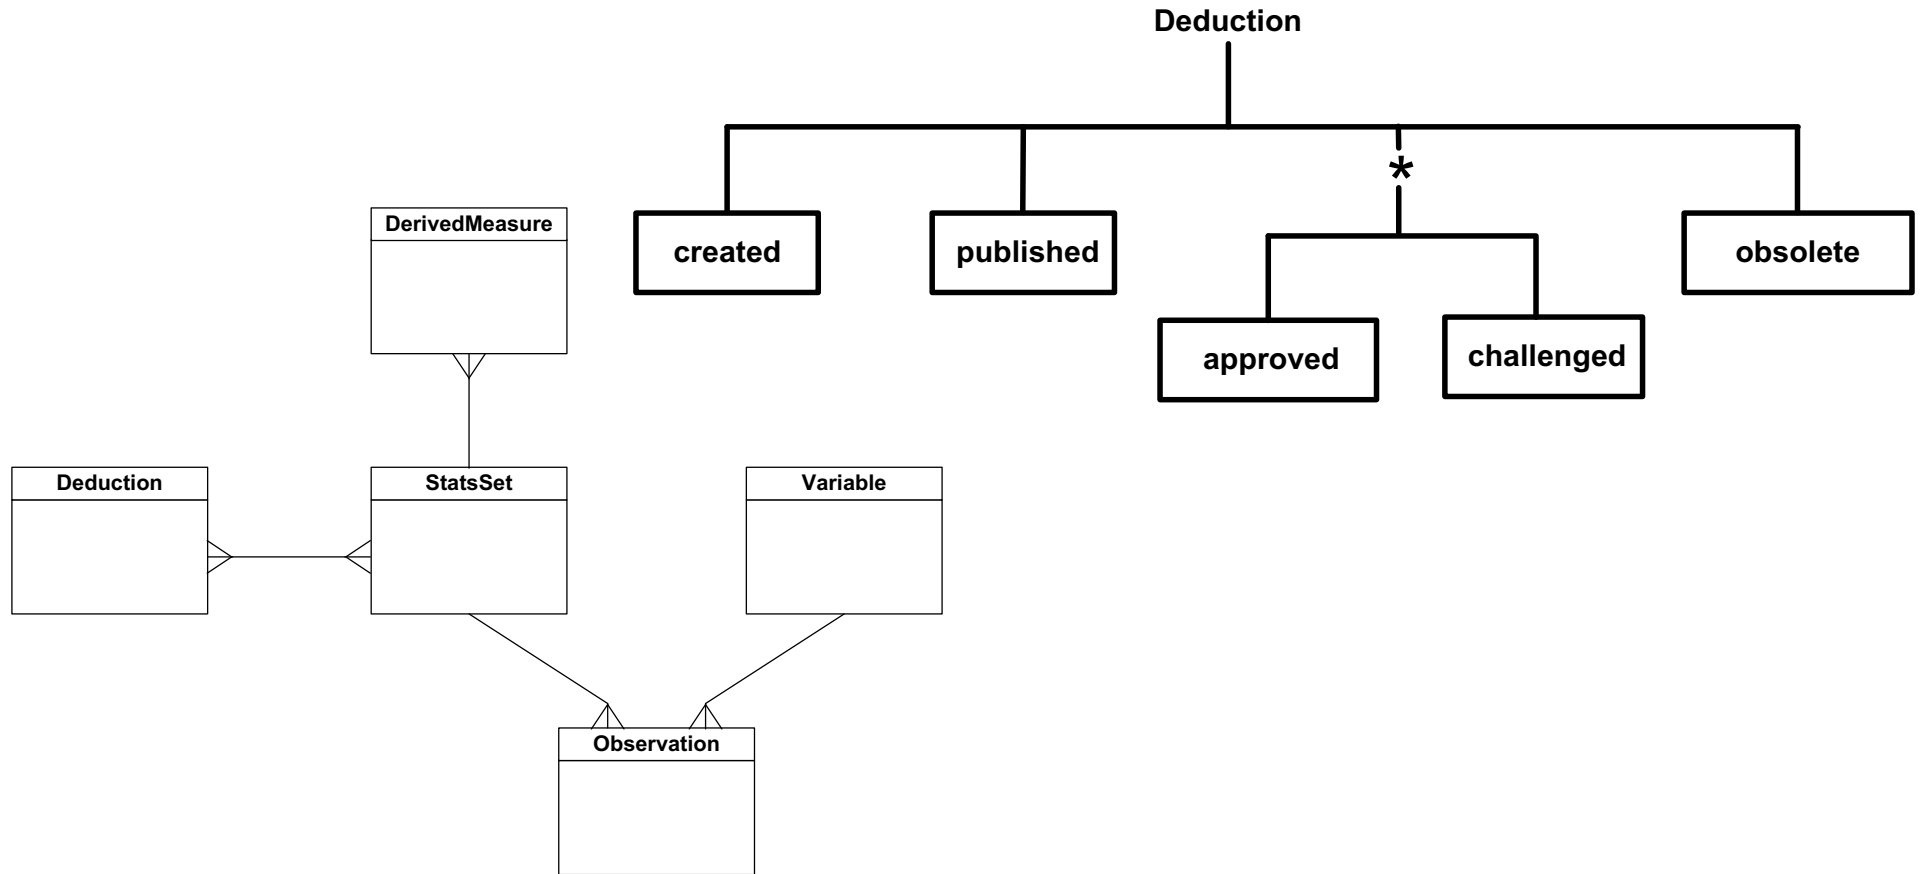 Deduction
*
created
published
obsolete
approved
challenged
DerivedMeasure
Deduction
StatsSet
Variable
Observation